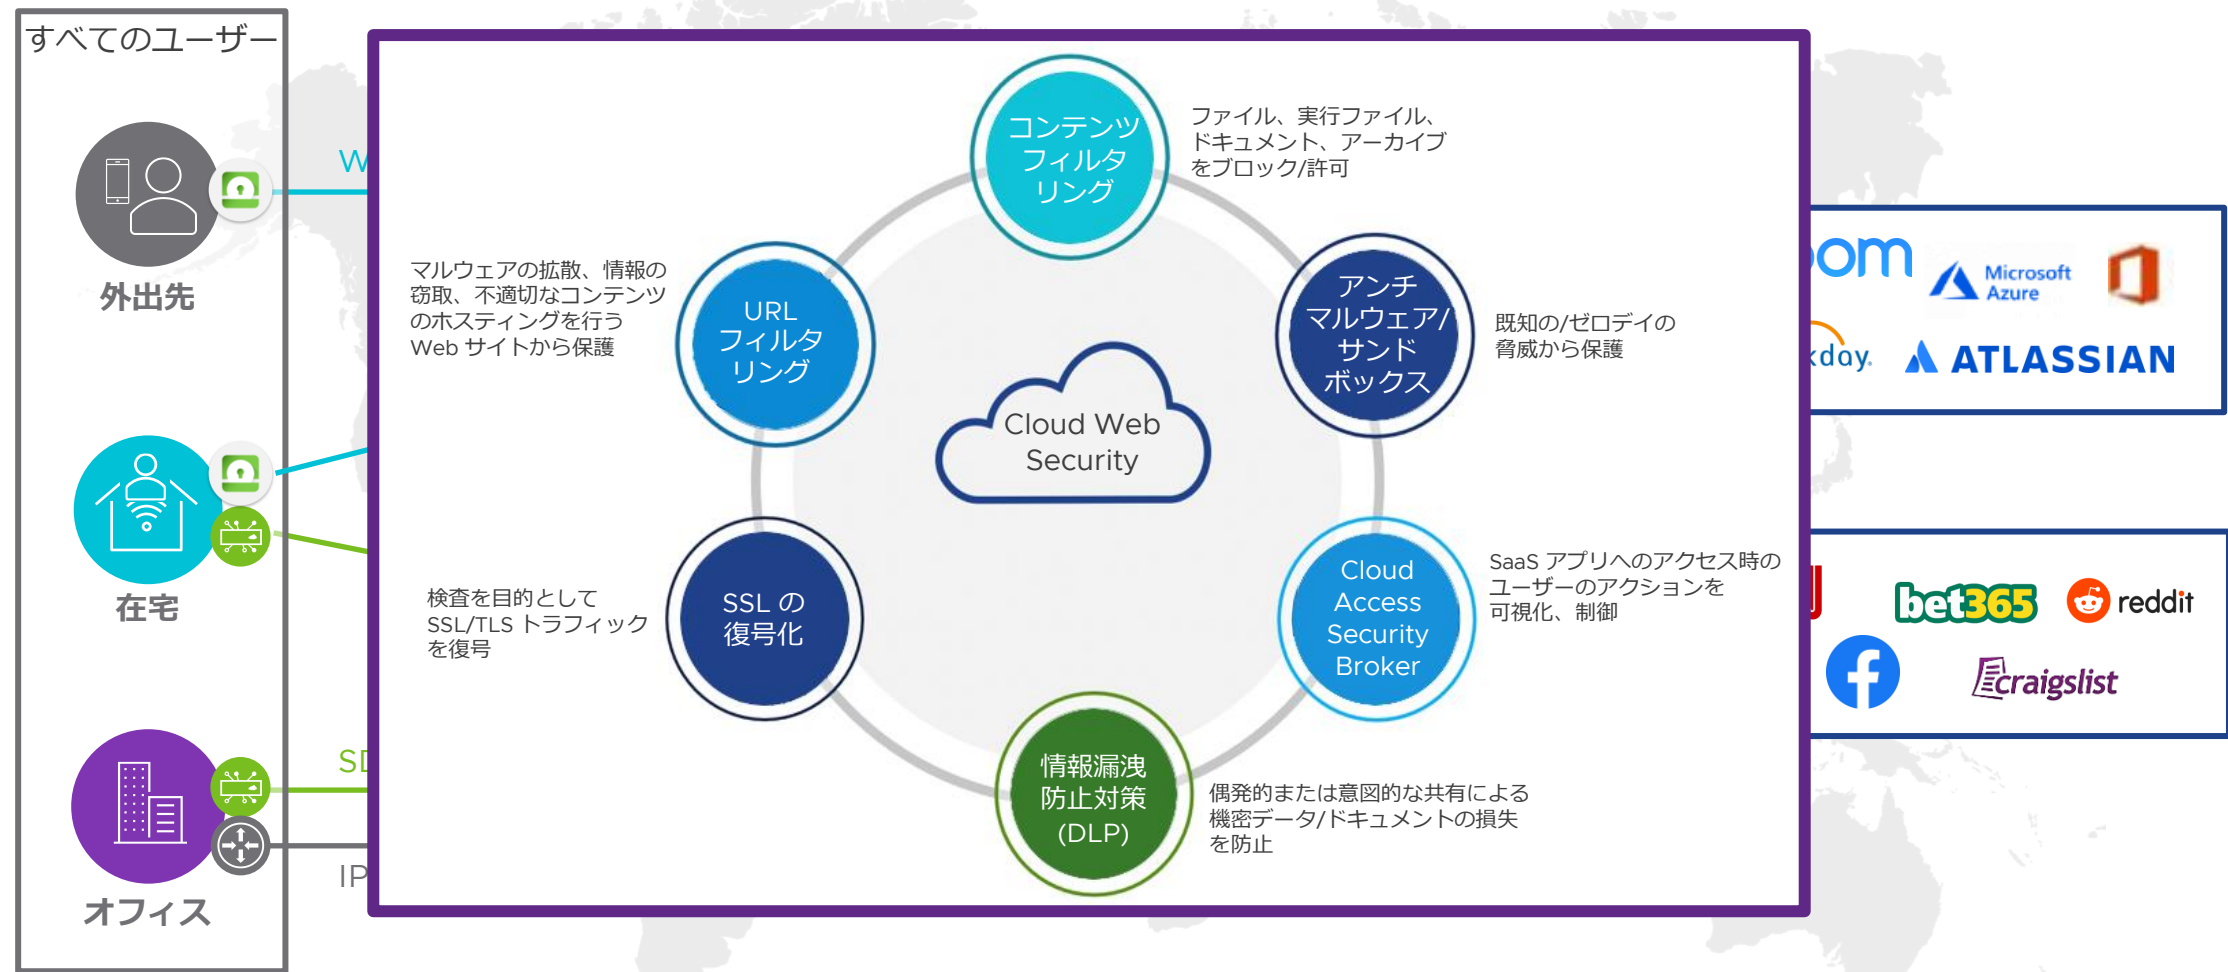 すべてのユーザー
外出先
在宅
オフィス
W
SD
IP
コンテンツ
フィルタ
リング
ファイル、実行ファイル、
ドキュメント、アーカイブ
をブロック/許可
マルウェアの拡散、情報の
窃取、不適切なコンテンツ
のホスティングを行う
Web サイトから保護
URL
フィルタ
リング
アンチ
マルウェア/
サンド
ボックス
既知の/ゼロデイの
脅威から保護
Cloud Web
Security
検査を目的として
SSL/TLS トラフィック
を復号
SSL の
復号化
Cloud
Access
Security
Broker
SaaS アプリへのアクセス時の
ユーザーのアクションを
可視化、制御
情報漏洩
防止対策
(DLP)
偶発的または意図的な共有による
機密データ/ドキュメントの損失
を防止
oom
Microsoft
Azure
kday.
ATLASSIAN
bet365
reddit
craigslist